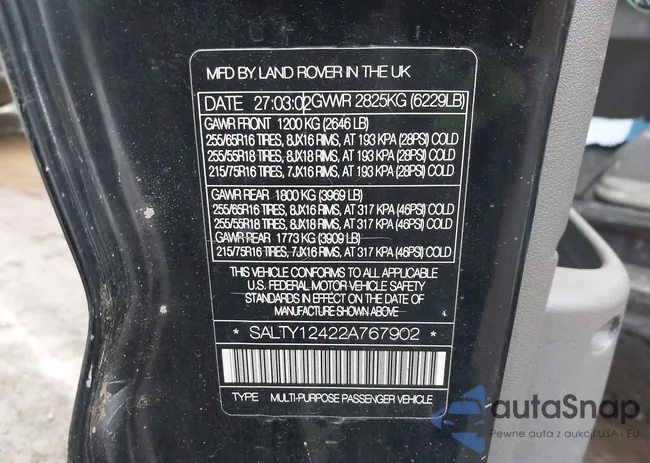 MFD BY LAND ROVER IN THE UK
DATE 27:03:02 GVWR 2825KG (6229LB)
GAWR FRONT 1200 KG (2646 LB)
255/65R16 TIRES, 8JX16 RIMS, AT 193 KPA (28PSI) COLD
255/55R18 TIRES, 8JX18 RIMS, AT 193 KPA (28PSI) COLD
215/75R16 TIRES, 7JX16 RIMS, AT 193 KPA (28PSI) COLD
GAWR REAR 1800 KG (3969 LB)
255/65R16 TIRES, 8JX16 RIMS, AT 317 KPA (46PSI) COLD
255/55R18 TIRES, 8JX18 RIMS, AT 317 KPA (46PSI) COLD
GAWR REAR 1773 KG (3909 LB)
215/75R16 TIRES, 7JX16 RIMS, AT 317 KPA (46PSI) COLD
THIS VEHICLE CONFORMS TO ALL APPLICABLE
U.S. FEDERAL MOTOR VEHICLE SAFETY
STANDARDS IN EFFECT ON THE DATE OF
MANUFACTURE SHOWN ABOVE
* SALTY12422A767902 *
TYPE MULTI-PURPOSE PASSENGER VEHICLE
autaSnap
Pewne auta z aukcji USA i EU